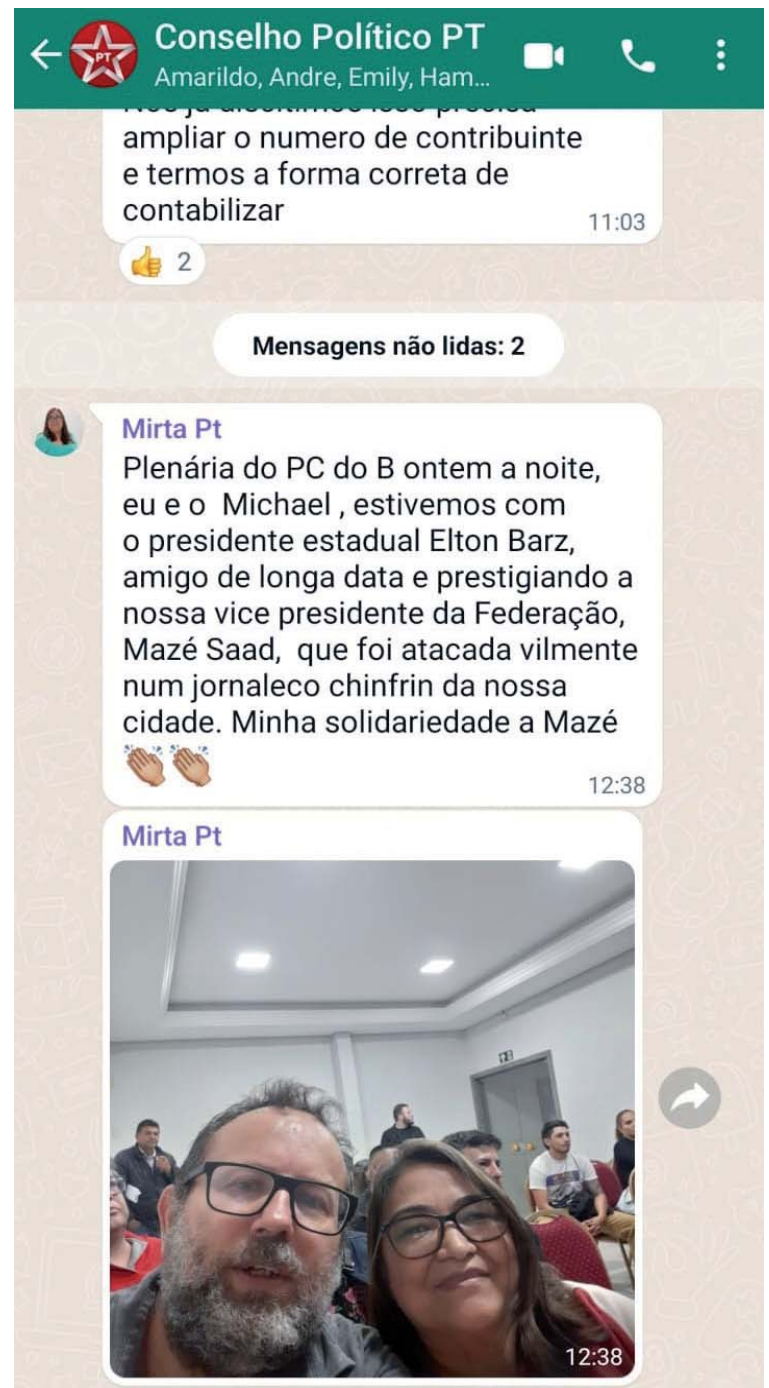 Conselho Político PT
Amarildo, Andre, Emily, Ham...
PT
ampliar o numero de contribuinte
e termos a forma correta de
contabilizar
11:03
👍 2
Mensagens não lidas: 2
Mirta Pt
Plenária do PC do B ontem a noite,
eu e o Michael , estivemos com
o presidente estadual Elton Barz,
amigo de longa data e prestigiando a
nossa vice presidente da Federação,
Mazé Saad, que foi atacada vilmente
num jornaleco chinfrin da nossa
cidade. Minha solidariedade a Mazé
👏🏼👏🏼
12:38
Mirta Pt
12:38